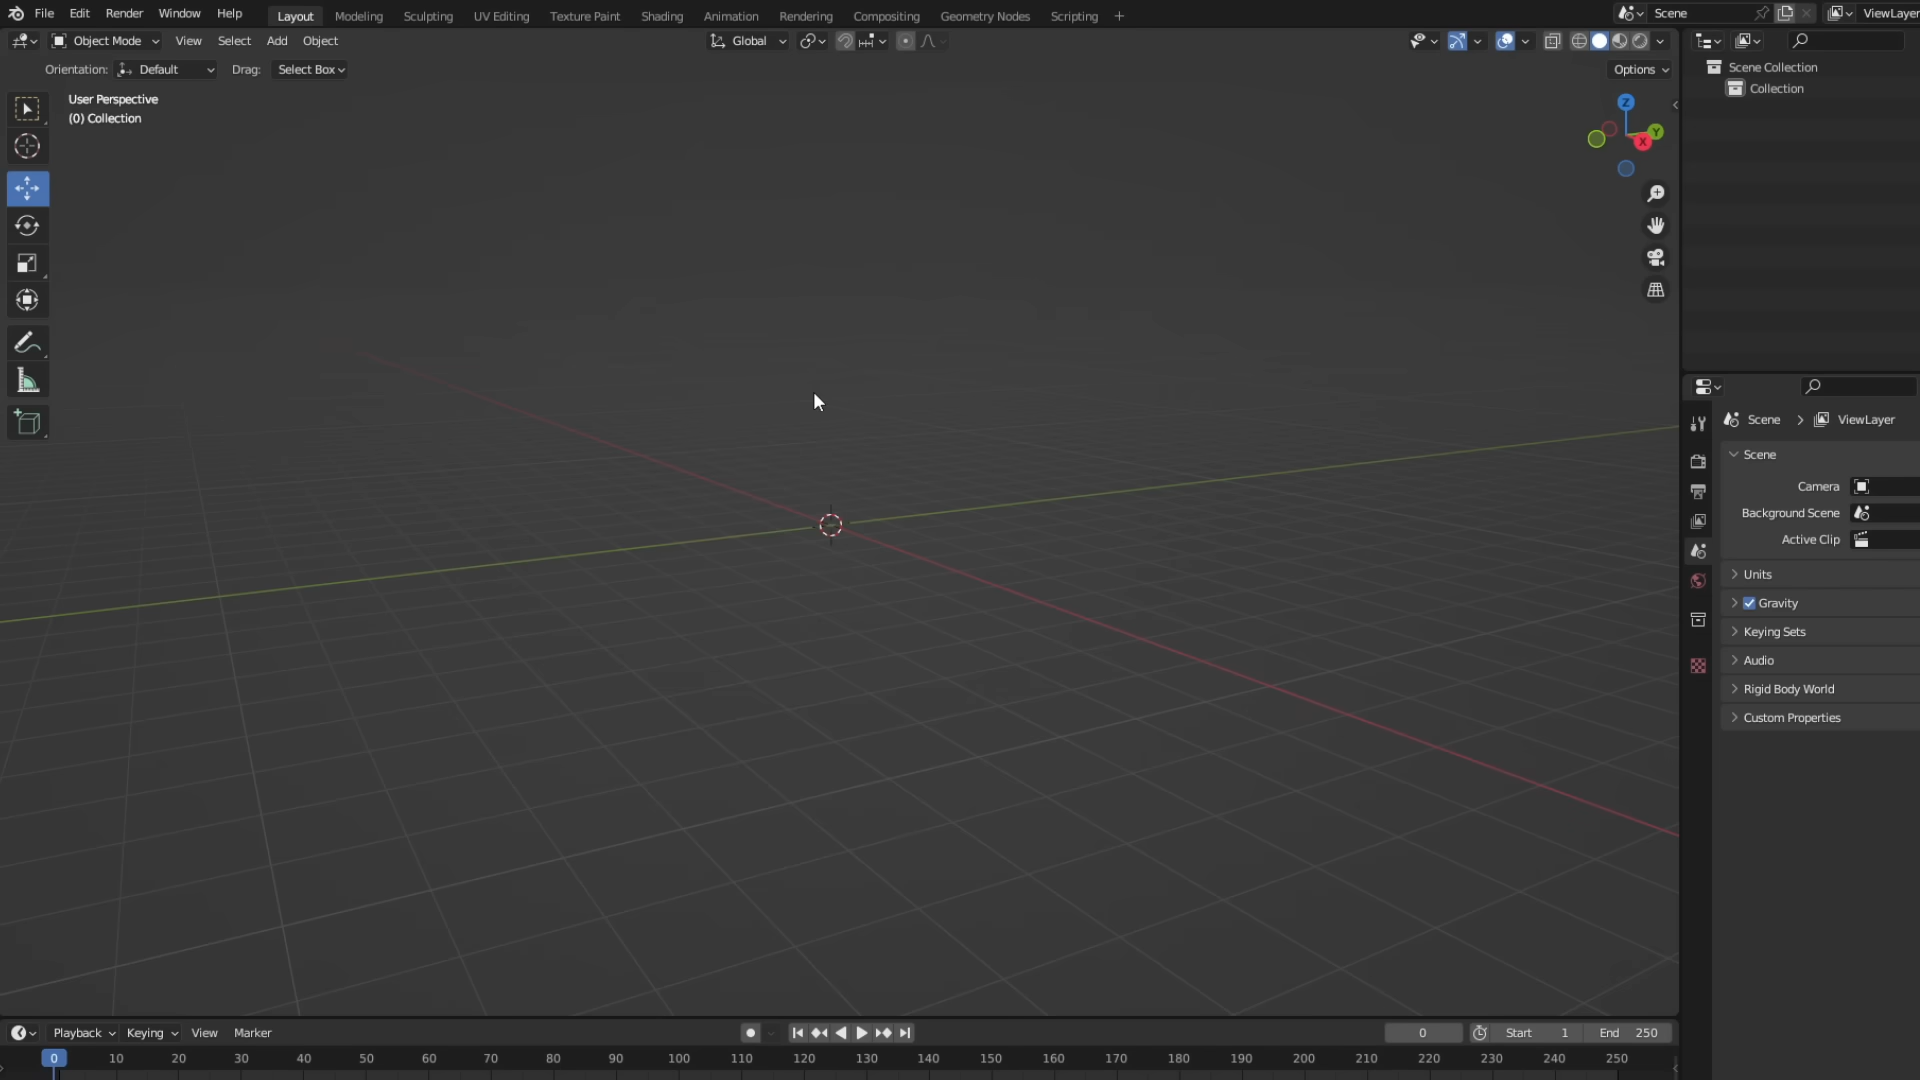 File Edit Render Window Help Layout Modeling Sculpting UV Editing Texture Paint Shading Animation Rendering Compositing Geometry Nodes Scripting + Scene ViewLayer
Object Mode View Select Add Object Global
Orientation: Default Drag: Select Box Options
User Perspective
(0) Collection
Z
Y
X
Scene Collection
Collection
Scene > ViewLayer
Scene
Camera
Background Scene
Active Clip
Units
Gravity
Keying Sets
Audio
Rigid Body World
Custom Properties
Playback Keying View Marker 0 Start 1 End 250
0 10 20 30 40 50 60 70 80 90 100 110 120 130 140 150 160 170 180 190 200 210 220 230 240 250